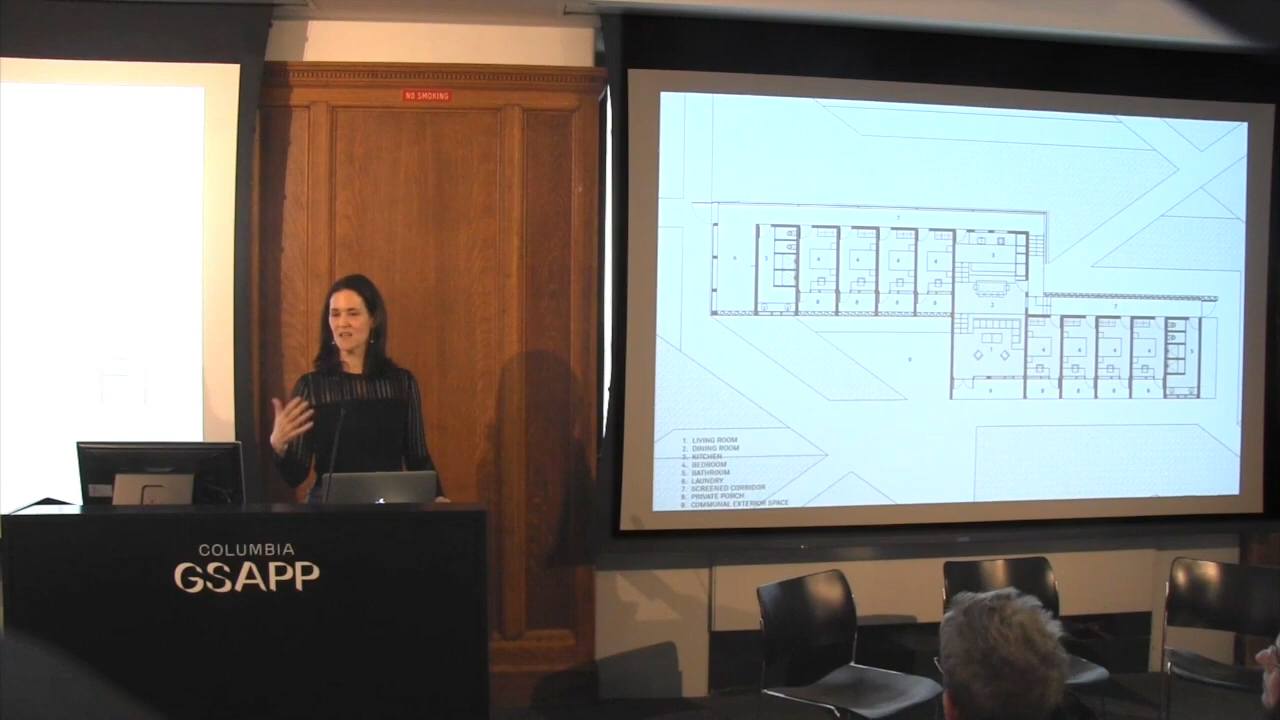 NO SMOKING
COLUMBIA
GSAPP
1. LIVING ROOM
2. DINING ROOM
3. KITCHEN
4. BEDROOM
5. BATHROOM
6. LAUNDRY
7. SCREENED CORRIDOR
8. PRIVATE PORCH
9. COMMUNAL EXTERIOR SPACE